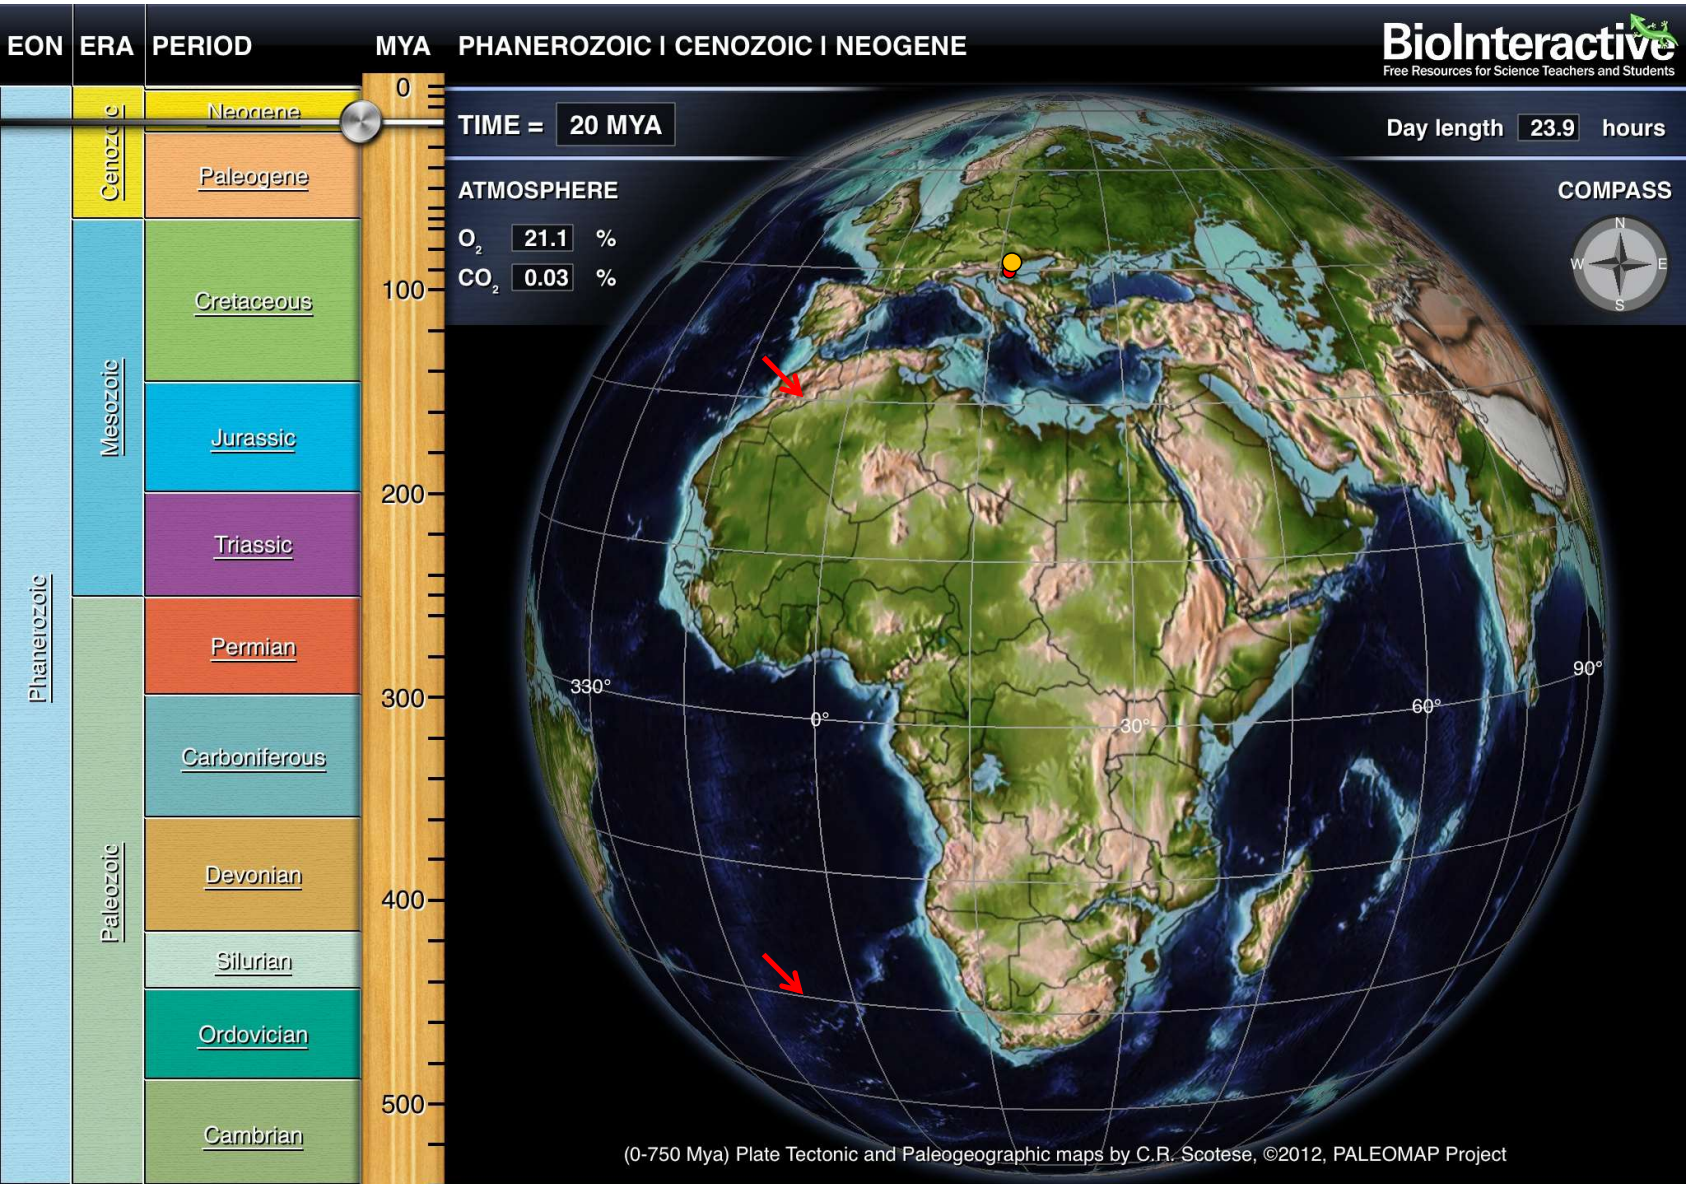 EON ERA PERIOD MYA PHANEROZOIC | CENOZOIC | NEOGENE
BioInteractive
Free Resources for Science Teachers and Students
TIME = 20 MYA
Day length 23.9 hours
ATMOSPHERE
O2 21.1 %
CO2 0.03 %
COMPASS
N
W E
S
Phanerozoic
Cenozoic
Mesozoic
Paleozoic
Neogene
Paleogene
Cretaceous
Jurassic
Triassic
Permian
Carboniferous
Devonian
Silurian
Ordovician
Cambrian
0
100
200
300
400
500
330°
0°
30°
60°
90°
(0-750 Mya) Plate Tectonic and Paleogeographic maps by C.R. Scotese, ©2012, PALEOMAP Project